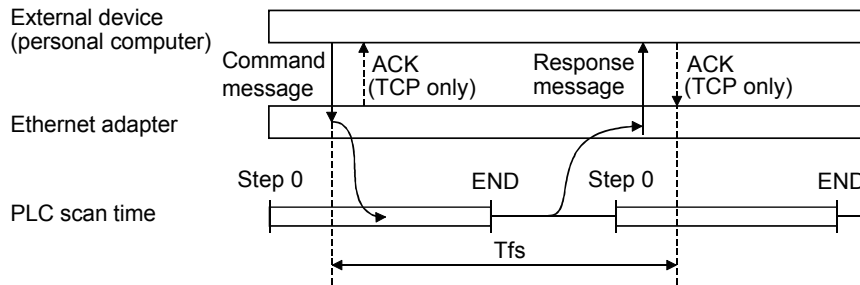 External device
(personal computer)
Command
message
ACK
(TCP only)
Response
message
ACK
(TCP only)
Ethernet adapter
Step 0
END
Step 0
END
PLC scan time
Tfs